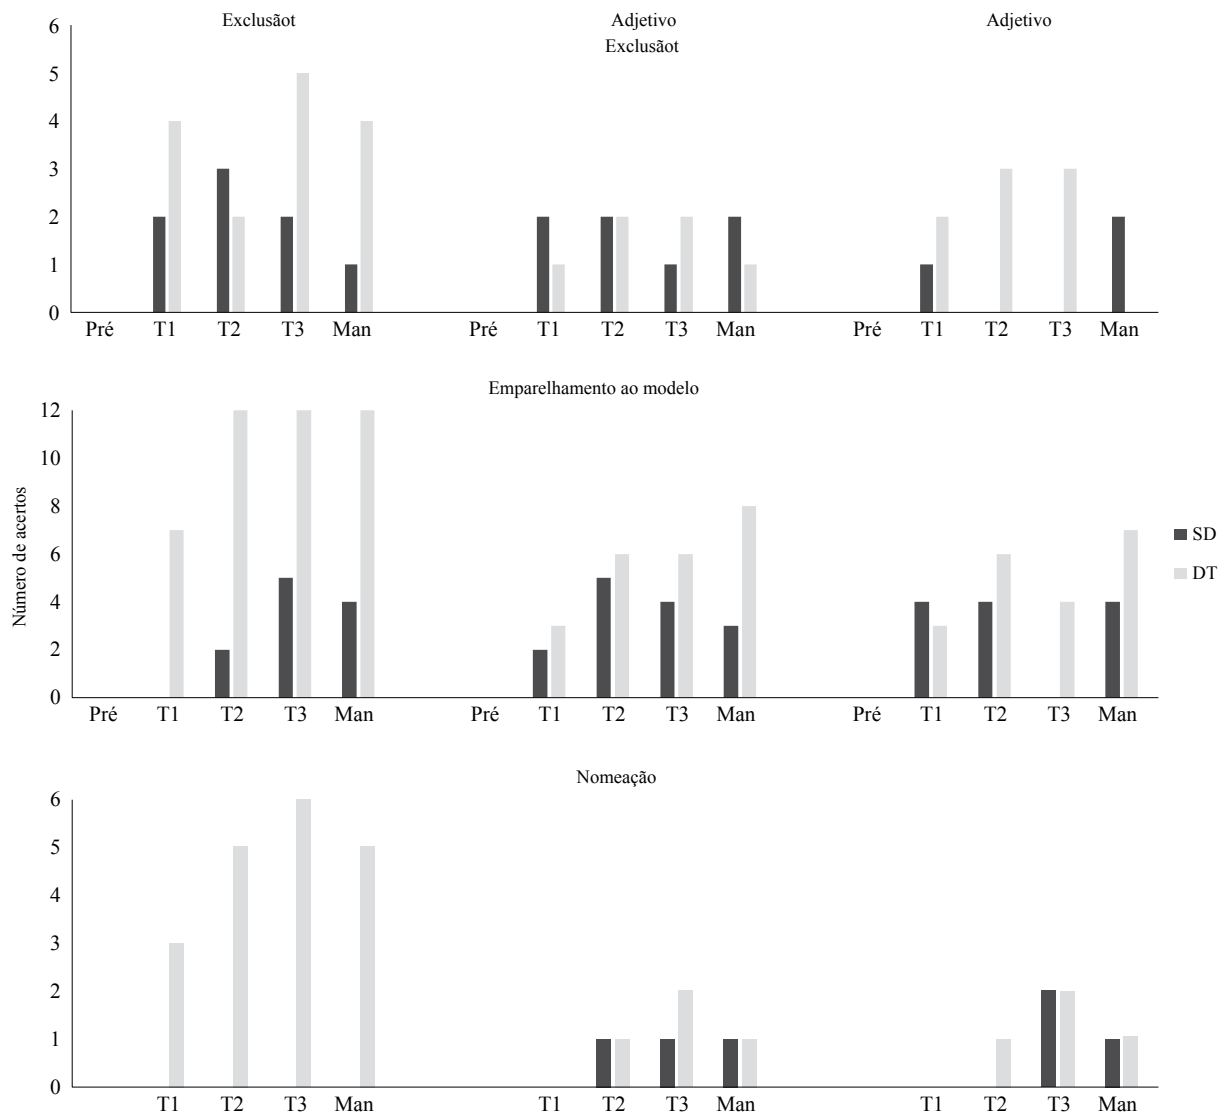 Exclusãot Adjetivo Adjetivo
Exclusãot
6
5
4
3
2
1
0
Pré T1 T2 T3 Man Pré T1 T2 T3 Man Pré T1 T2 T3 Man
Emparelhamento ao modelo
Número de acertos
12
10
8
6
4
2
0
SD
DT
Pré T1 T2 T3 Man Pré T1 T2 T3 Man Pré T1 T2 T3 Man
Nomeação
6
5
4
3
2
1
0
T1 T2 T3 Man T1 T2 T3 Man T1 T2 T3 Man